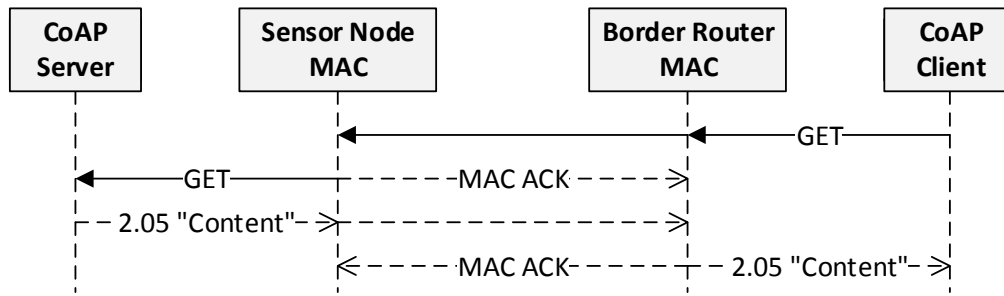 CoAP
Server
Sensor Node
MAC
Border Router
MAC
CoAP
Client
GET
GET
MAC ACK
2.05 "Content"
MAC ACK
2.05 "Content"